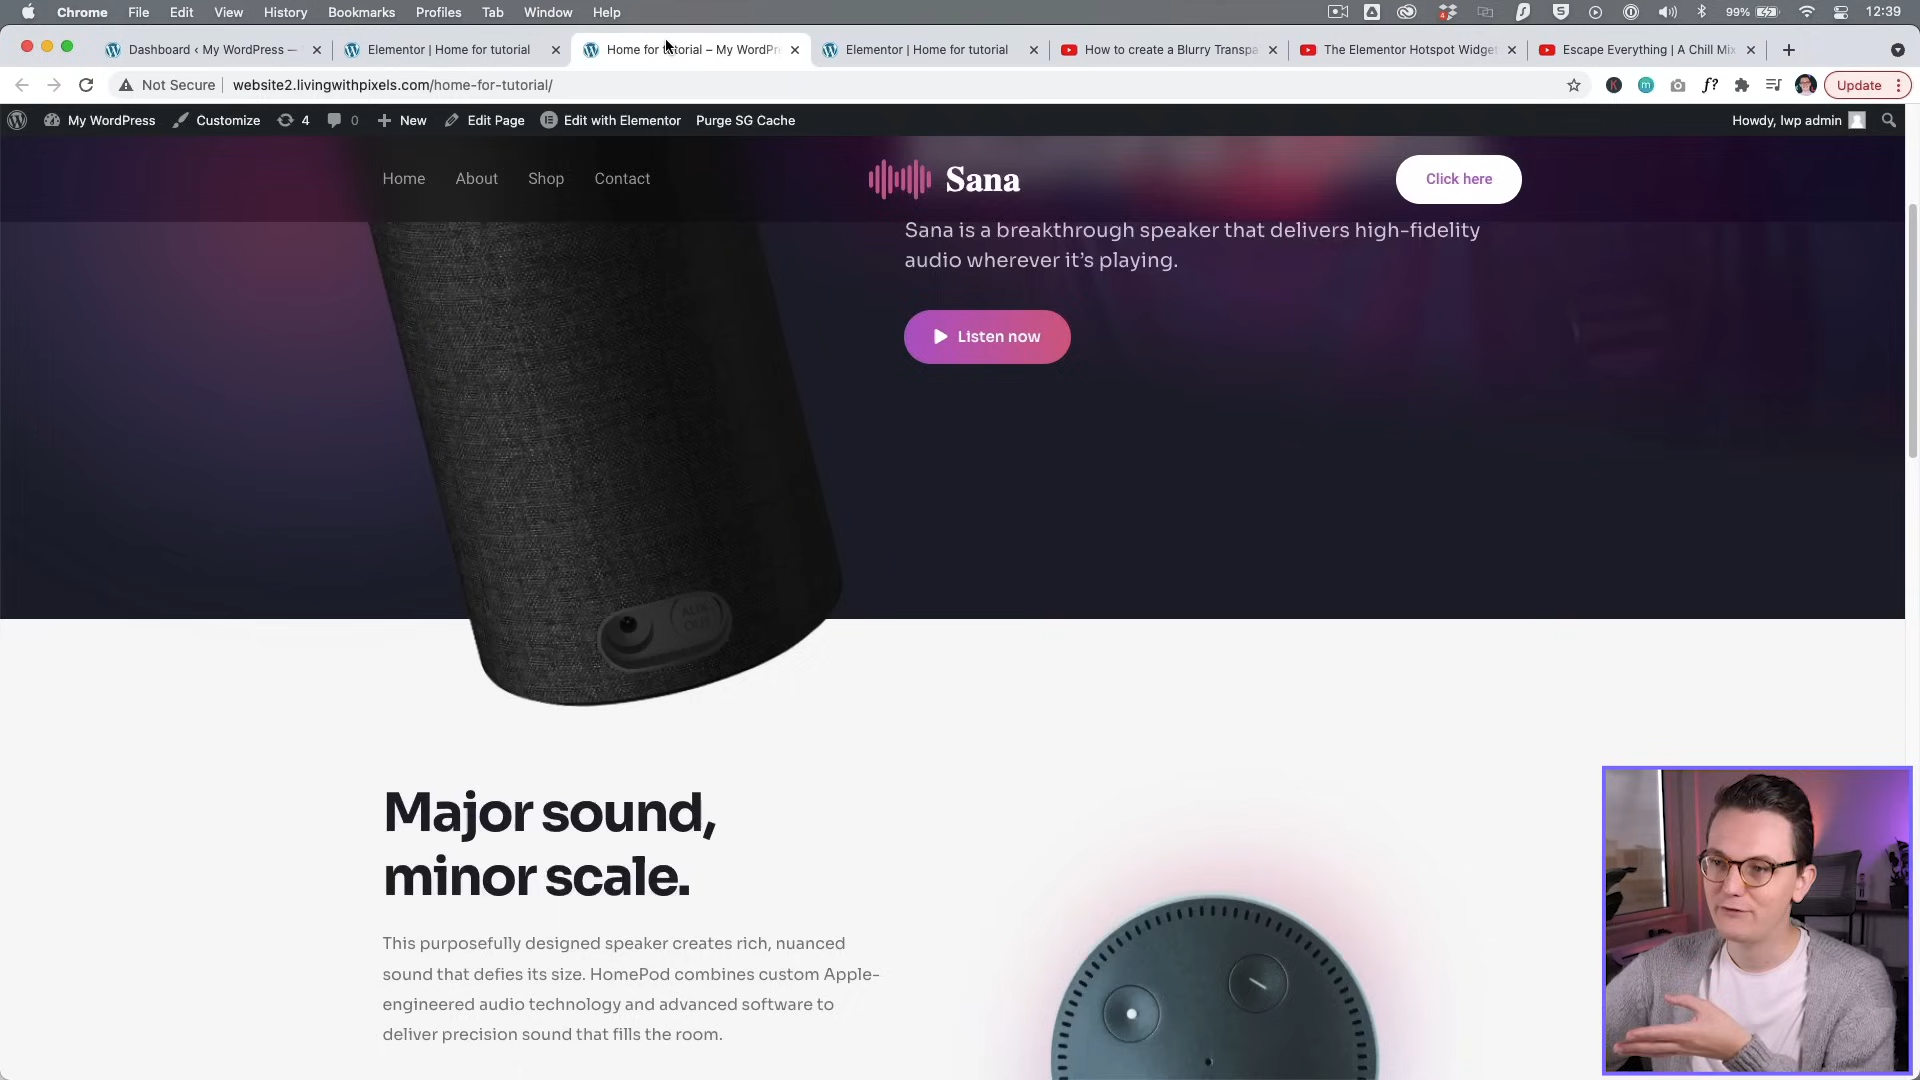 Chrome File Edit View History Bookmarks Profiles Tab Window Help 99% 12:39
Dashboard ‹ My WordPress — Elementor | Home for tutorial Home for tutorial – My WordPre Elementor | Home for tutorial How to create a Blurry Transpa The Elementor Hotspot Widget Escape Everything | A Chill Mix
Not Secure website2.livingwithpixels.com/home-for-tutorial/ f? Update
My WordPress Customize 4 0 New Edit Page Edit with Elementor Purge SG Cache Howdy, lwp admin
Home About Shop Contact Sana Click here
Sana is a breakthrough speaker that delivers high-fidelity
audio wherever it’s playing.
Listen now
AUX
OUT
Major sound,
minor scale.
This purposefully designed speaker creates rich, nuanced
sound that defies its size. HomePod combines custom Apple-
engineered audio technology and advanced software to
deliver precision sound that fills the room.